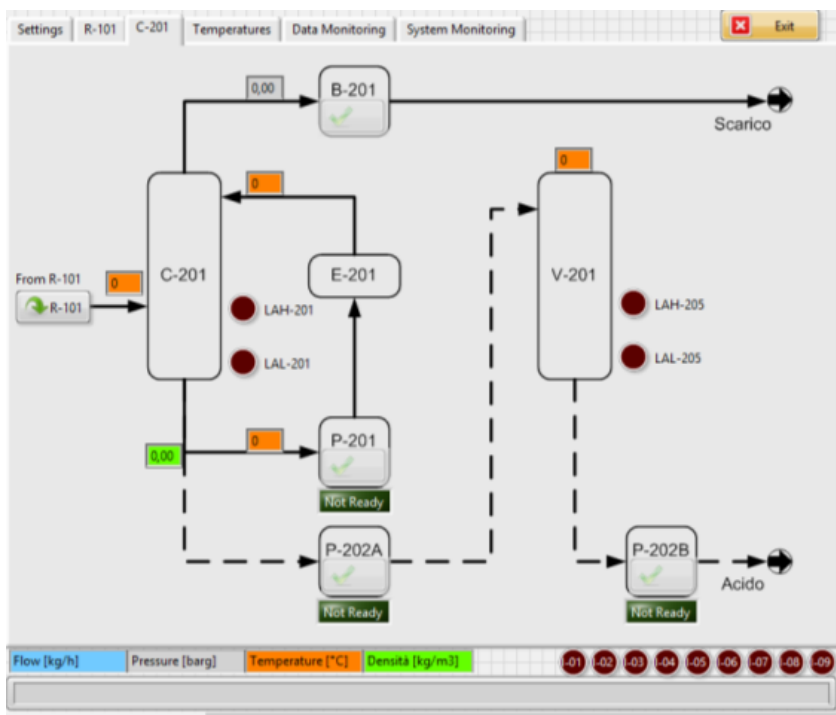 Settings R-101 C-201 Temperatures Data Monitoring System Monitoring Exit
0,00 B-201
Scarico
0 0
C-201 E-201 V-201
From R-101 0
R-101
LAH-201 LAH-205
LAL-201 LAL-205
0 P-201
0,00
Not Ready
P-202A P-202B
Acido
Not Ready Not Ready
Flow [kg/h] Pressure [barg] Temperature [°C] Densità [kg/m3] I-01 I-02 I-03 I-04 I-05 I-06 I-07 I-08 I-09